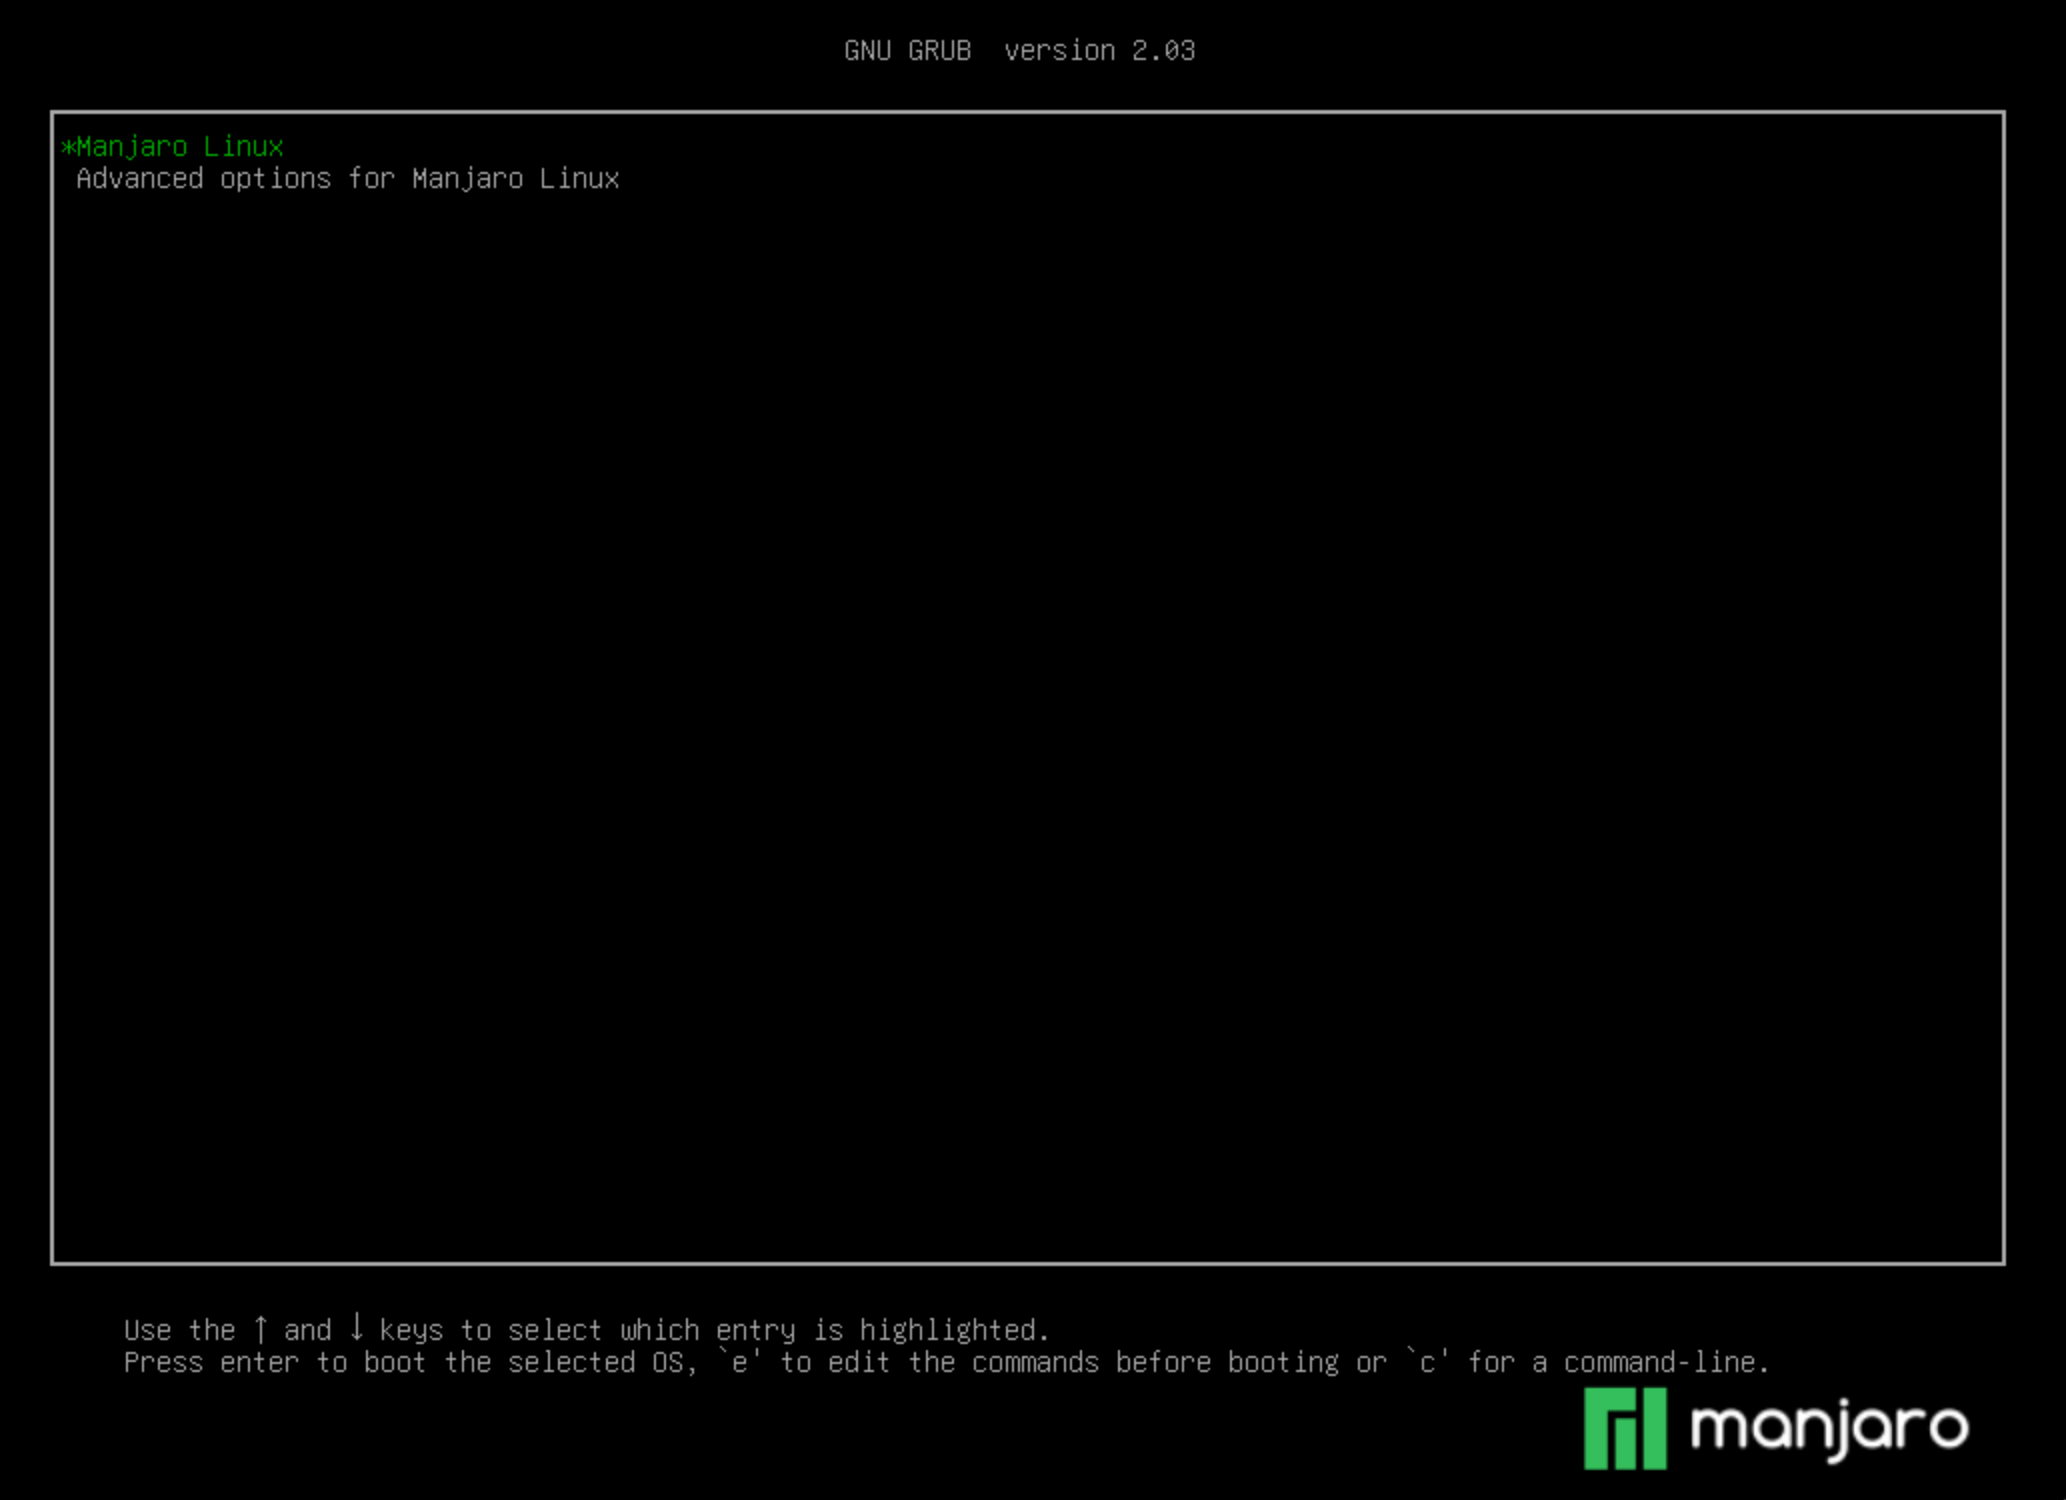 GNU GRUB  version 2.03
*Manjaro Linux
Advanced options for Manjaro Linux
Use the ↑ and ↓ keys to select which entry is highlighted.
Press enter to boot the selected OS, `e' to edit the commands before booting or `c' for a command-line.
manjaro